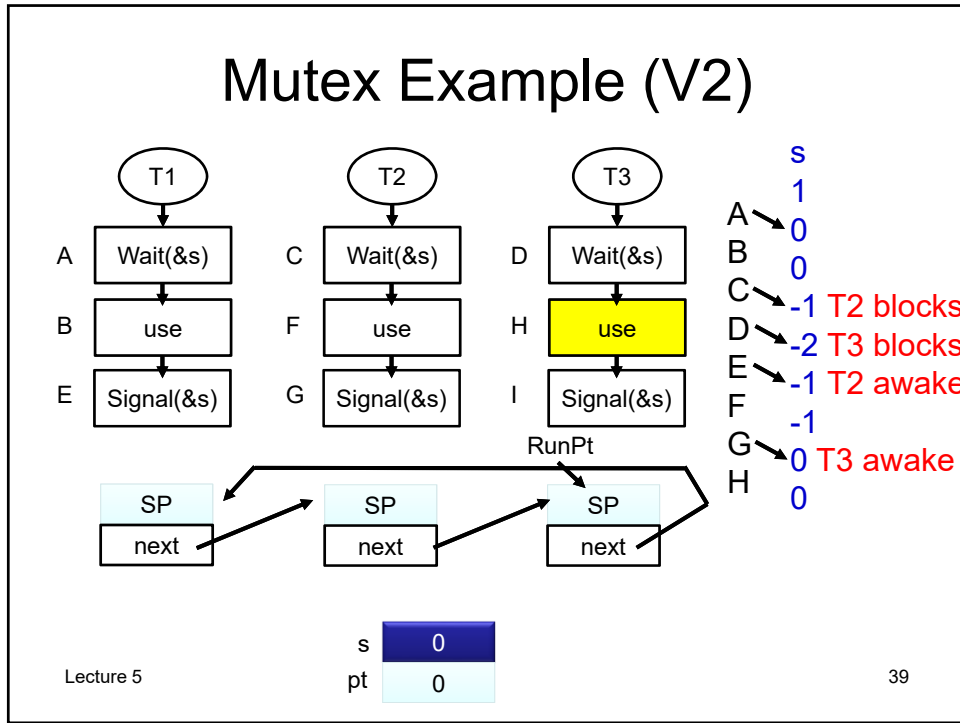 Mutex Example (V2)
T1
T2
T3
A
Wait(&s)
C
Wait(&s)
D
Wait(&s)
B
use
F
use
H
use
E
Signal(&s)
G
Signal(&s)
I
Signal(&s)
s
1
A
0
B
0
C
-1 T2 blocks
D
-2 T3 blocks
E
-1 T2 awake
F
-1
G
0 T3 awake
H
0
RunPt
SP
SP
SP
next
next
next
s 0
pt 0
Lecture 5
39